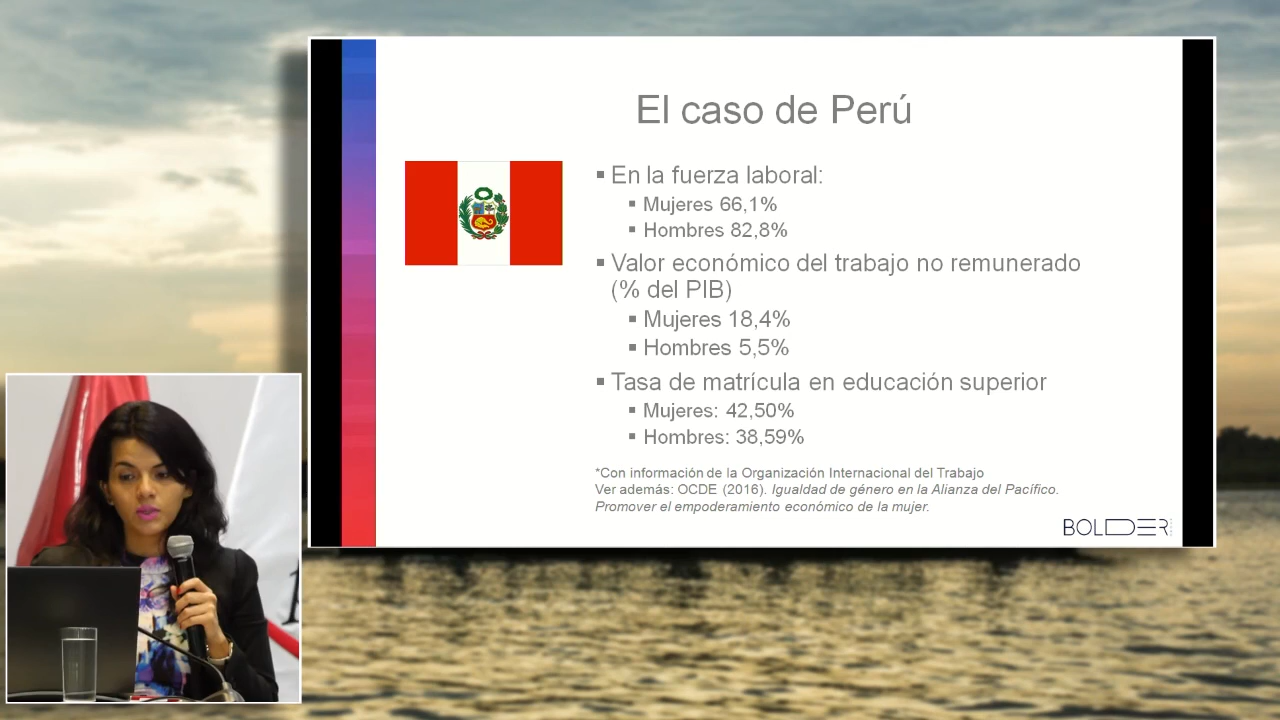 El caso de Perú
▪ En la fuerza laboral:
▪ Mujeres 66,1%
▪ Hombres 82,8%
▪ Valor económico del trabajo no remunerado
(% del PIB)
▪ Mujeres 18,4%
▪ Hombres 5,5%
▪ Tasa de matrícula en educación superior
▪ Mujeres: 42,50%
▪ Hombres: 38,59%
*Con información de la Organización Internacional del Trabajo
Ver además: OCDE (2016). Igualdad de género en la Alianza del Pacífico.
Promover el empoderamiento económico de la mujer.
BOLDER